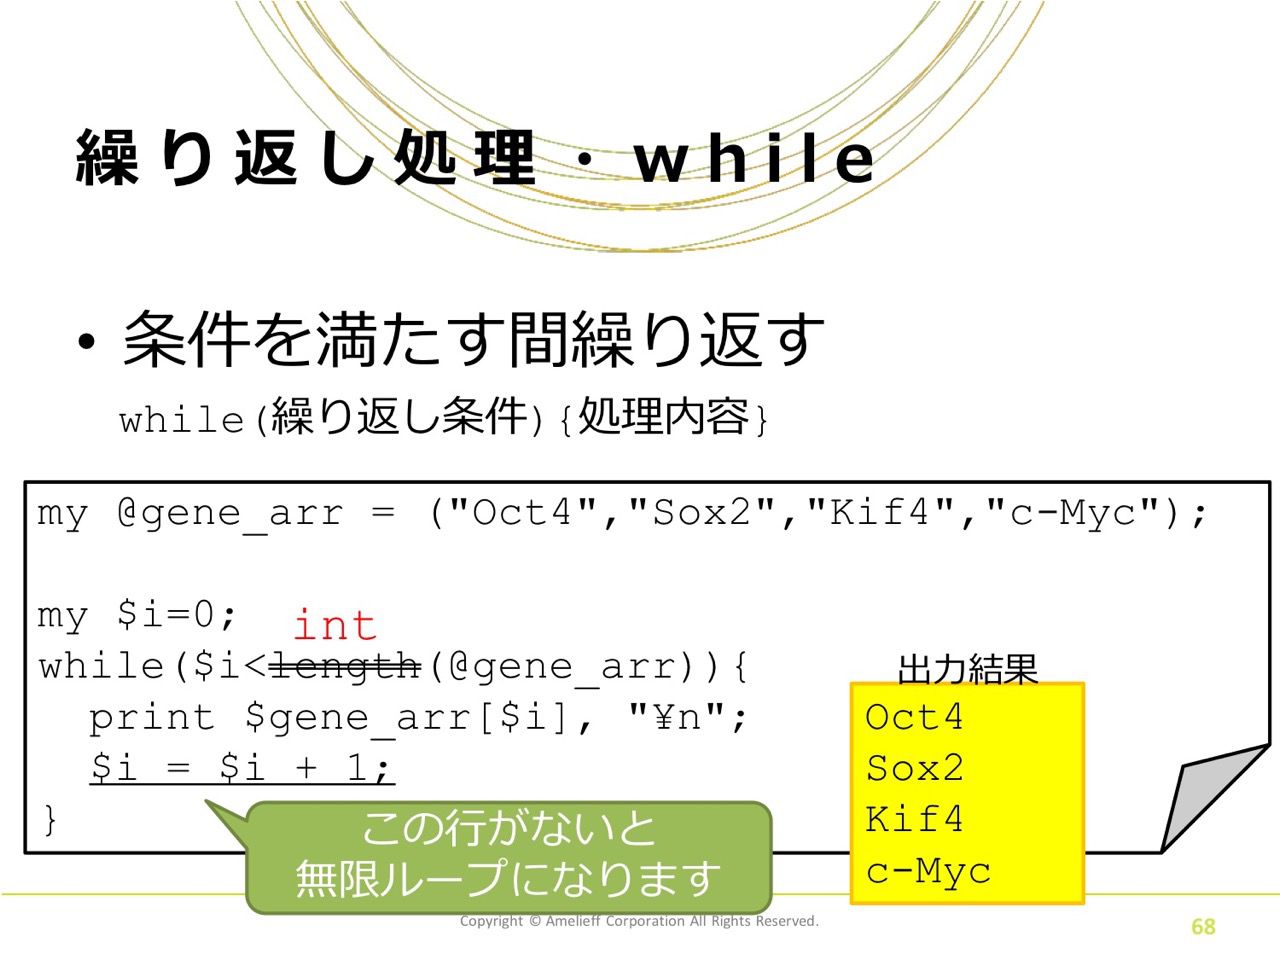 繰り返し処理・while
• 条件を満たす間繰り返す
while(繰り返し条件){処理内容}
my @gene_arr = ("Oct4","Sox2","Kif4","c-Myc");
my $i=0;
int
while($i<length(@gene_arr)){
print $gene_arr[$i], "¥n";
$i = $i + 1;
}
この行がないと
無限ループになります
出力結果
Oct4
Sox2
Kif4
c-Myc
Copyright © Amelieff Corporation All Rights Reserved.
68